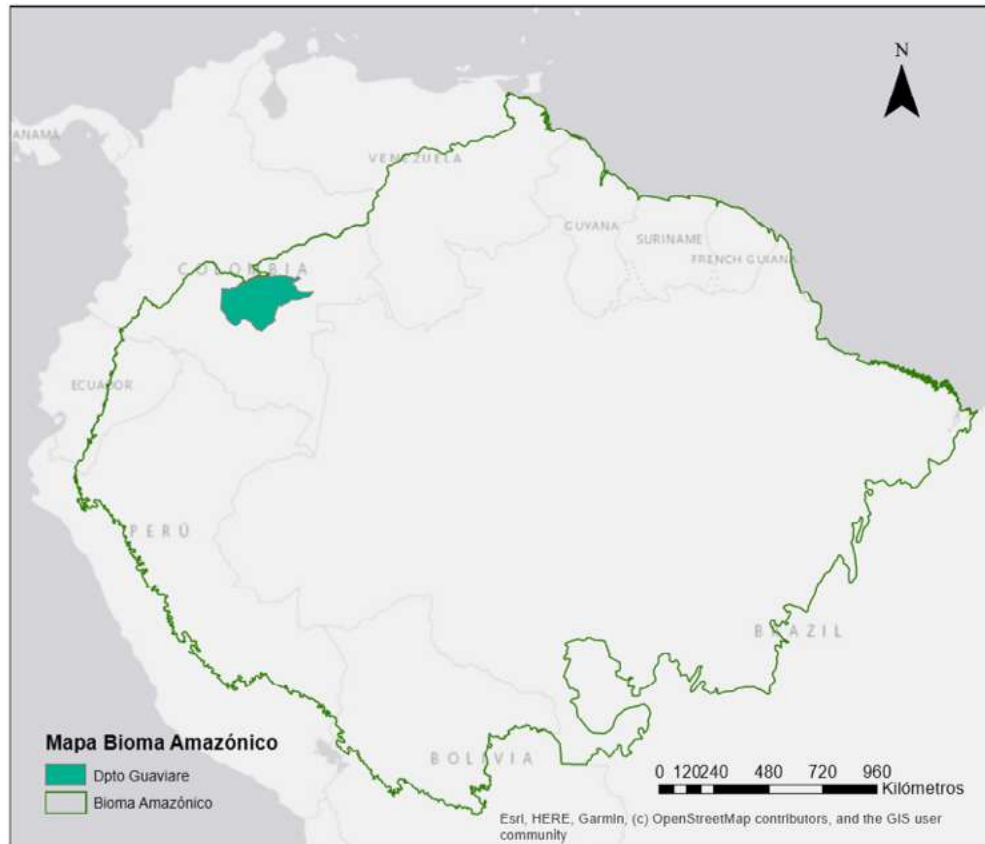 N
ANAMÁ
VENEZUELA
GUYANA
SURINAME
FRENCH GUIANA
COLOMBIA
ECUADOR
PERÚ
BRAZIL
BOLIVIA
Mapa Bioma Amazónico
Dpto Guaviare
Bioma Amazónico
0 120 240 480 720 960
Kilómetros
Esri, HERE, Garmin, (c) OpenStreetMap contributors, and the GIS user
community